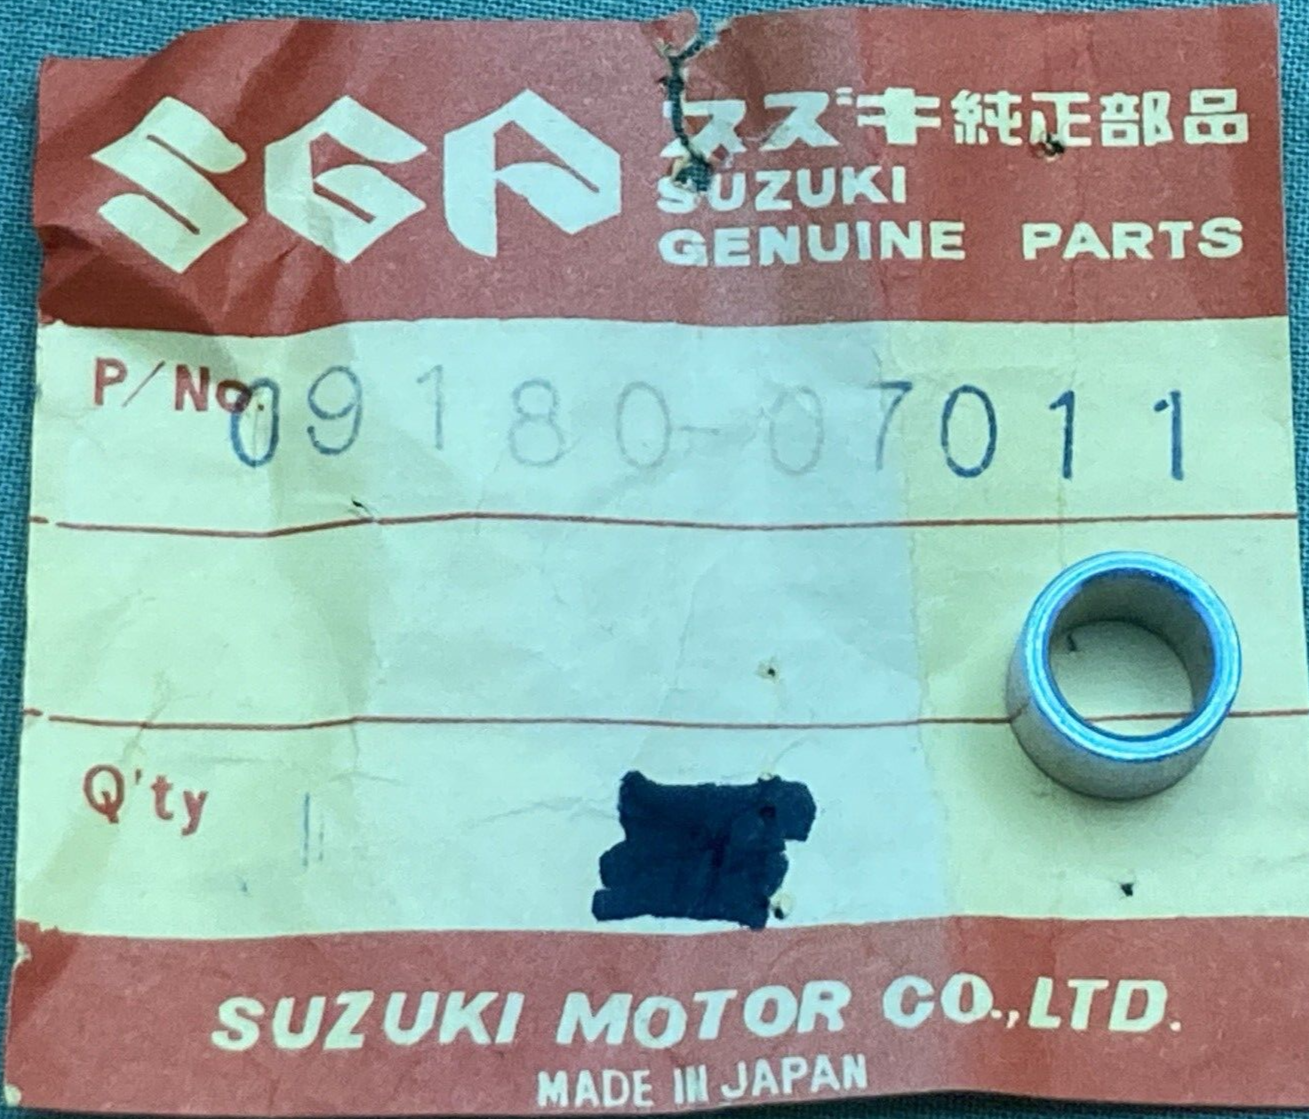 SGP スズキ純正部品
SUZUKI
GENUINE PARTS
P/No. 09180-07011
Q'ty
SUZUKI MOTOR CO.,LTD.
MADE IN JAPAN